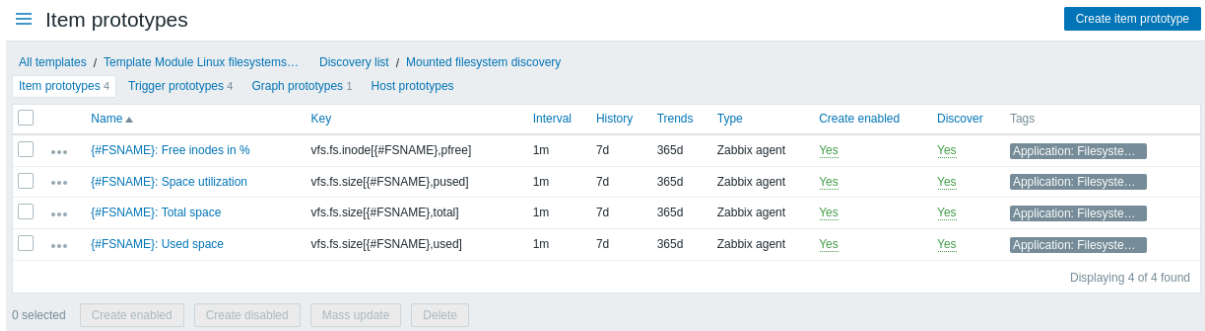 Item prototypes Create item prototype
All templates / Template Module Linux filesystems… Discovery list / Mounted filesystem discovery
Item prototypes 4 Trigger prototypes 4 Graph prototypes 1 Host prototypes
Name Key Interval History Trends Type Create enabled Discover Tags
{#FSNAME}: Free inodes in % vfs.fs.inode[{#FSNAME},pfree] 1m 7d 365d Zabbix agent Yes Yes Application: Filesyste…
{#FSNAME}: Space utilization vfs.fs.size[{#FSNAME},pused] 1m 7d 365d Zabbix agent Yes Yes Application: Filesyste…
{#FSNAME}: Total space vfs.fs.size[{#FSNAME},total] 1m 7d 365d Zabbix agent Yes Yes Application: Filesyste…
{#FSNAME}: Used space vfs.fs.size[{#FSNAME},used] 1m 7d 365d Zabbix agent Yes Yes Application: Filesyste…
Displaying 4 of 4 found
0 selected Create enabled Create disabled Mass update Delete